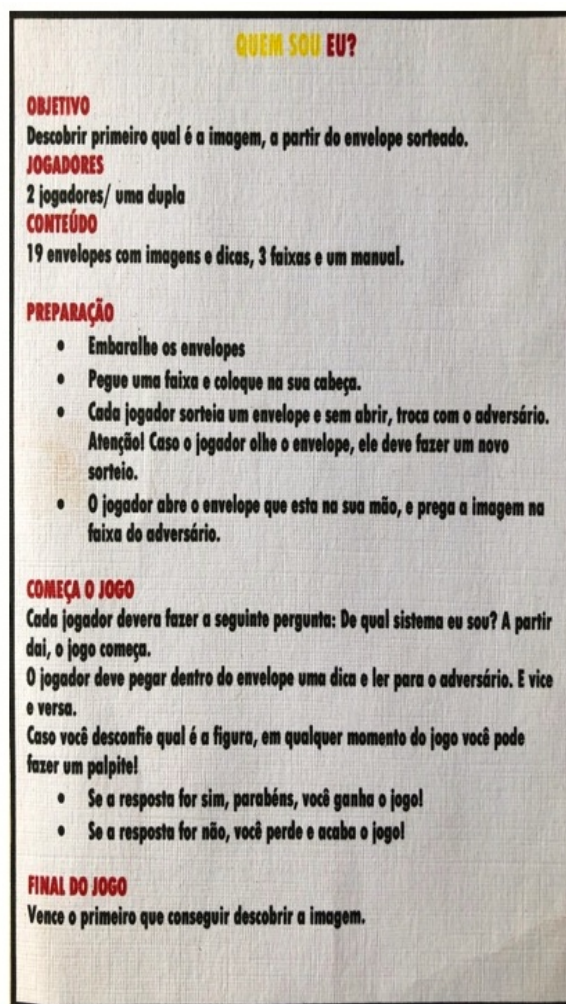 QUEM SOU EU?
OBJETIVO
Descobrir primeiro qual é a imagem, a partir do envelope sorteado.
JOGADORES
2 jogadores/ uma dupla
CONTEÚDO
19 envelopes com imagens e dicas, 3 faixas e um manual.
PREPARAÇÃO
• Embaralhe os envelopes
• Pegue uma faixa e coloque na sua cabeça.
• Cada jogador sorteia um envelope e sem abrir, troca com o adversário.
Atenção! Caso o jogador olhe o envelope, ele deve fazer um novo
sorteio.
• O jogador abre o envelope que esta na sua mão, e prega a imagem na
faixa do adversário.
COMEÇA O JOGO
Cada jogador devera fazer a seguinte pergunta: De qual sistema eu sou? A partir
dai, o jogo começa.
O jogador deve pegar dentro do envelope uma dica e ler para o adversário. E vice
e versa.
Caso você desconfie qual é a figura, em qualquer momento do jogo você pode
fazer um palpite!
• Se a resposta for sim, parabéns, você ganha o jogo!
• Se a resposta for não, você perde e acaba o jogo!
FINAL DO JOGO
Vence o primeiro que conseguir descobrir a imagem.